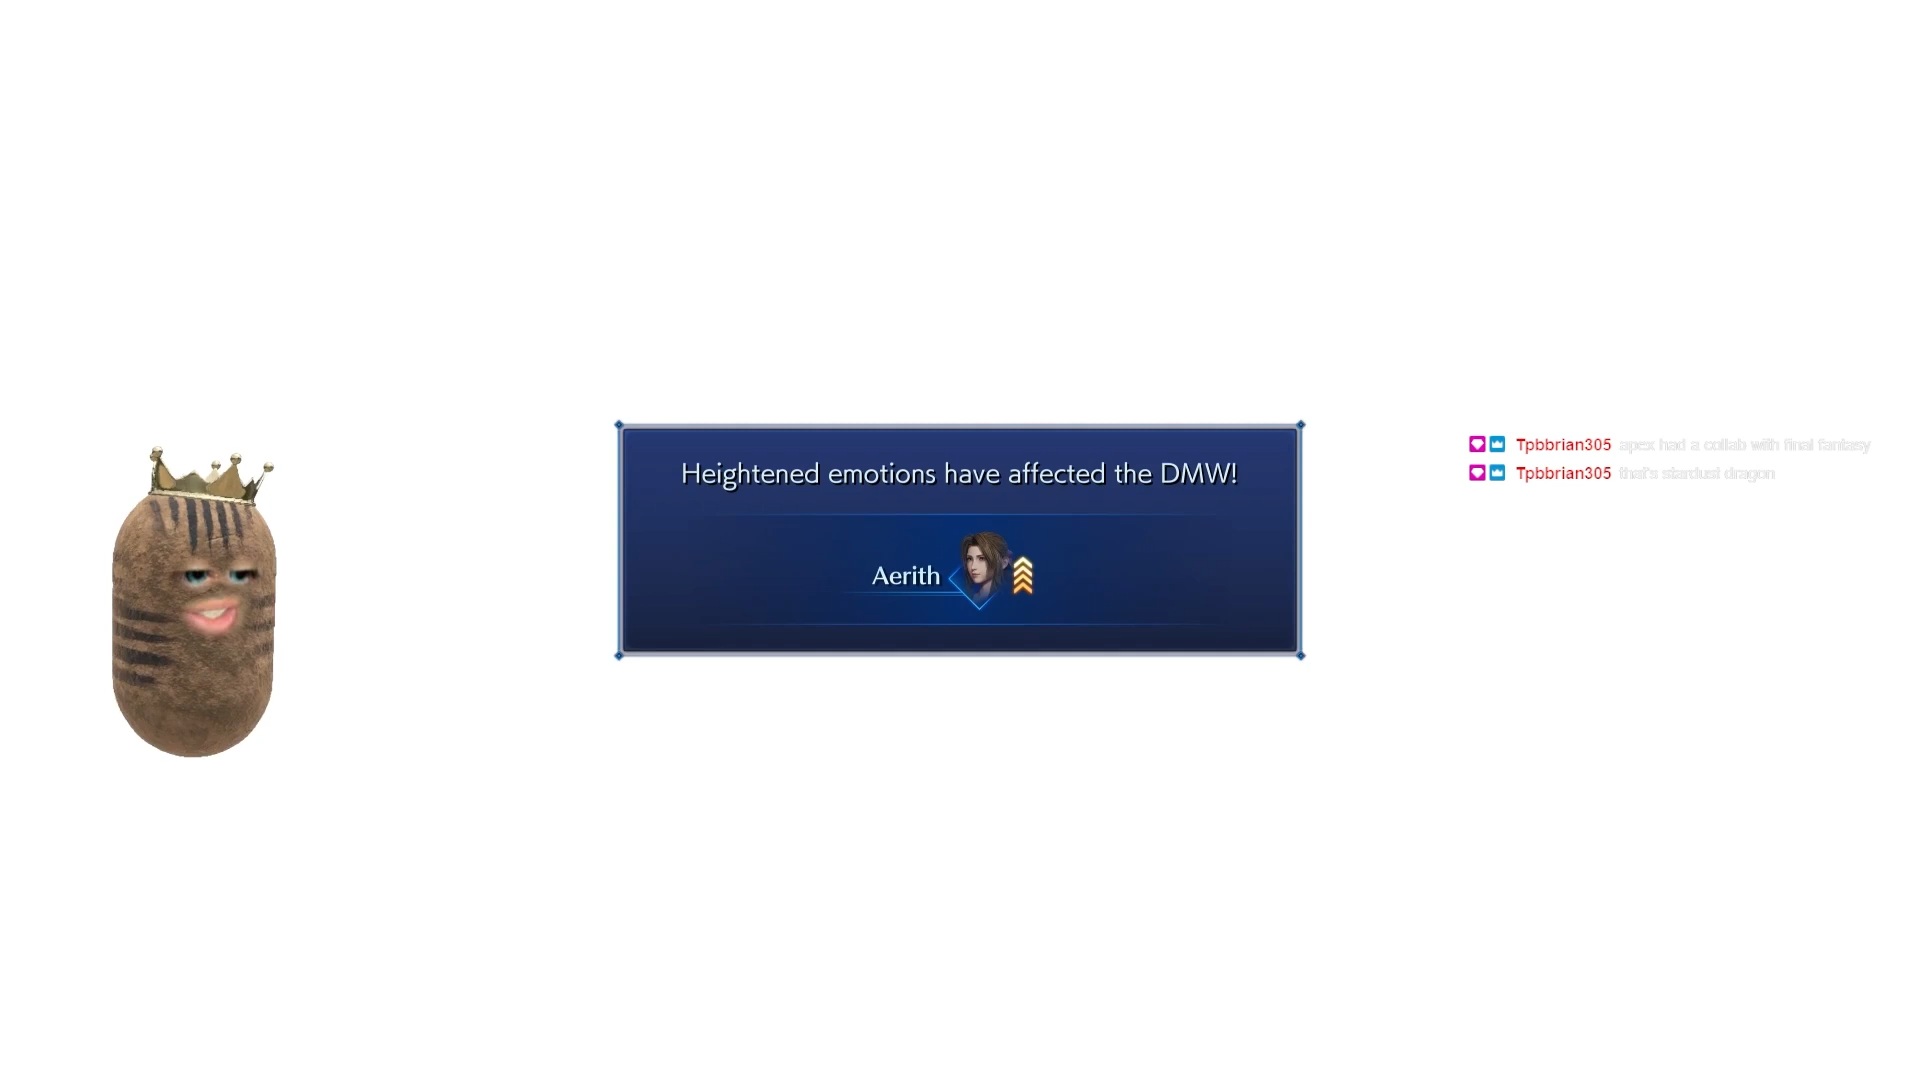 Heightened emotions have affected the DMW!
Aerith
Tpbbrian305 apex had a collab with final fantasy
Tpbbrian305 that's stardust dragon